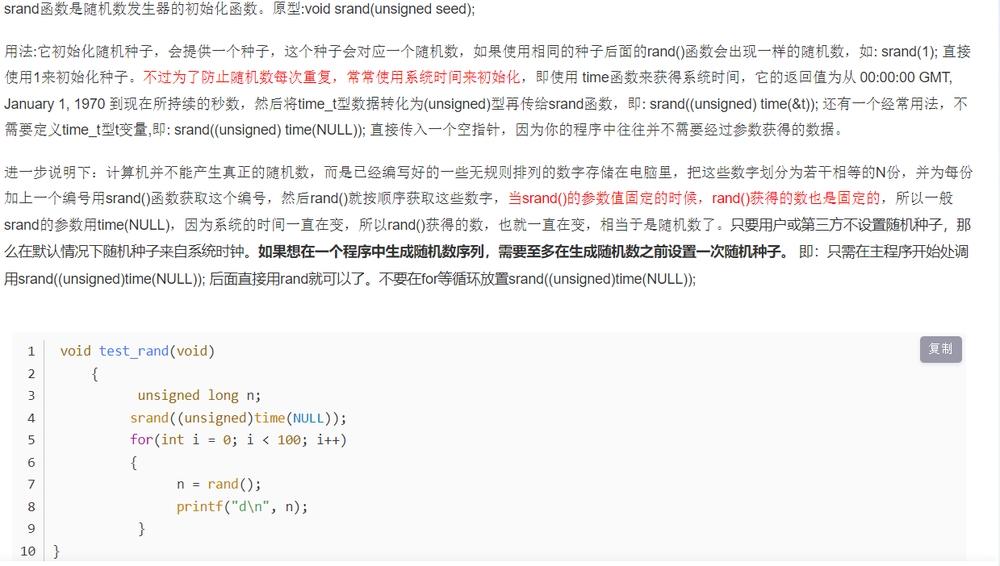 srand函数是随机数发生器的初始化函数。原型:void srand(unsigned seed);
用法:它初始化随机种子，会提供一个种子，这个种子会对应一个随机数，如果使用相同的种子后面的rand()函数会出现一样的随机数，如: srand(1); 直接
使用1来初始化种子。不过为了防止随机数每次重复，常常使用系统时间来初始化，即使用 time函数来获得系统时间，它的返回值为从 00:00:00 GMT,
January 1, 1970 到现在所持续的秒数，然后将time_t型数据转化为(unsigned)型再传给srand函数，即: srand((unsigned) time(&t)); 还有一个经常用法，不
需要定义time_t型t变量,即: srand((unsigned) time(NULL)); 直接传入一个空指针，因为你的程序中往往并不需要经过参数获得的数据。
进一步说明下：计算机并不能产生真正的随机数，而是已经编写好的一些无规则排列的数字存储在电脑里，把这些数字划分为若干相等的N份，并为每份
加上一个编号用srand()函数获取这个编号，然后rand()就按顺序获取这些数字，当srand()的参数值固定的时候，rand()获得的数也是固定的，所以一般
srand的参数用time(NULL)，因为系统的时间一直在变，所以rand()获得的数，也就一直在变，相当于是随机数了。只要用户或第三方不设置随机种子，那
么在默认情况下随机种子来自系统时钟。如果想在一个程序中生成随机数序列，需要至多在生成随机数之前设置一次随机种子。 即：只需在主程序开始处调
用srand((unsigned)time(NULL)); 后面直接用rand就可以了。不要在for等循环放置srand((unsigned)time(NULL));
复制
1 void test_rand(void)
2 {
3 unsigned long n;
4 srand((unsigned)time(NULL));
5 for(int i = 0; i < 100; i++)
6 {
7 n = rand();
8 printf("d\n", n);
9 }
10 }